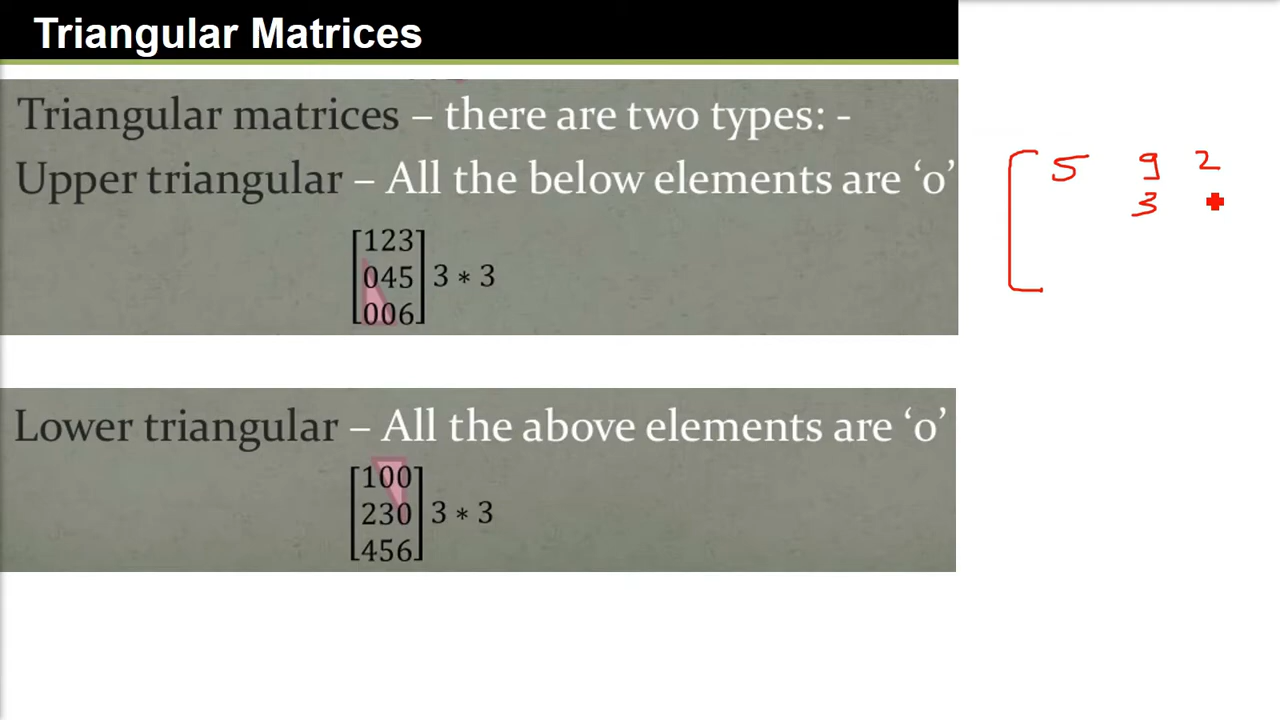 Triangular Matrices
Triangular matrices – there are two types: -
Upper triangular – All the below elements are ‘o’
[123]
[045] 3 ∗ 3
[006]
5 9 2
3
Lower triangular – All the above elements are ‘o’
[100]
[230] 3 ∗ 3
[456]